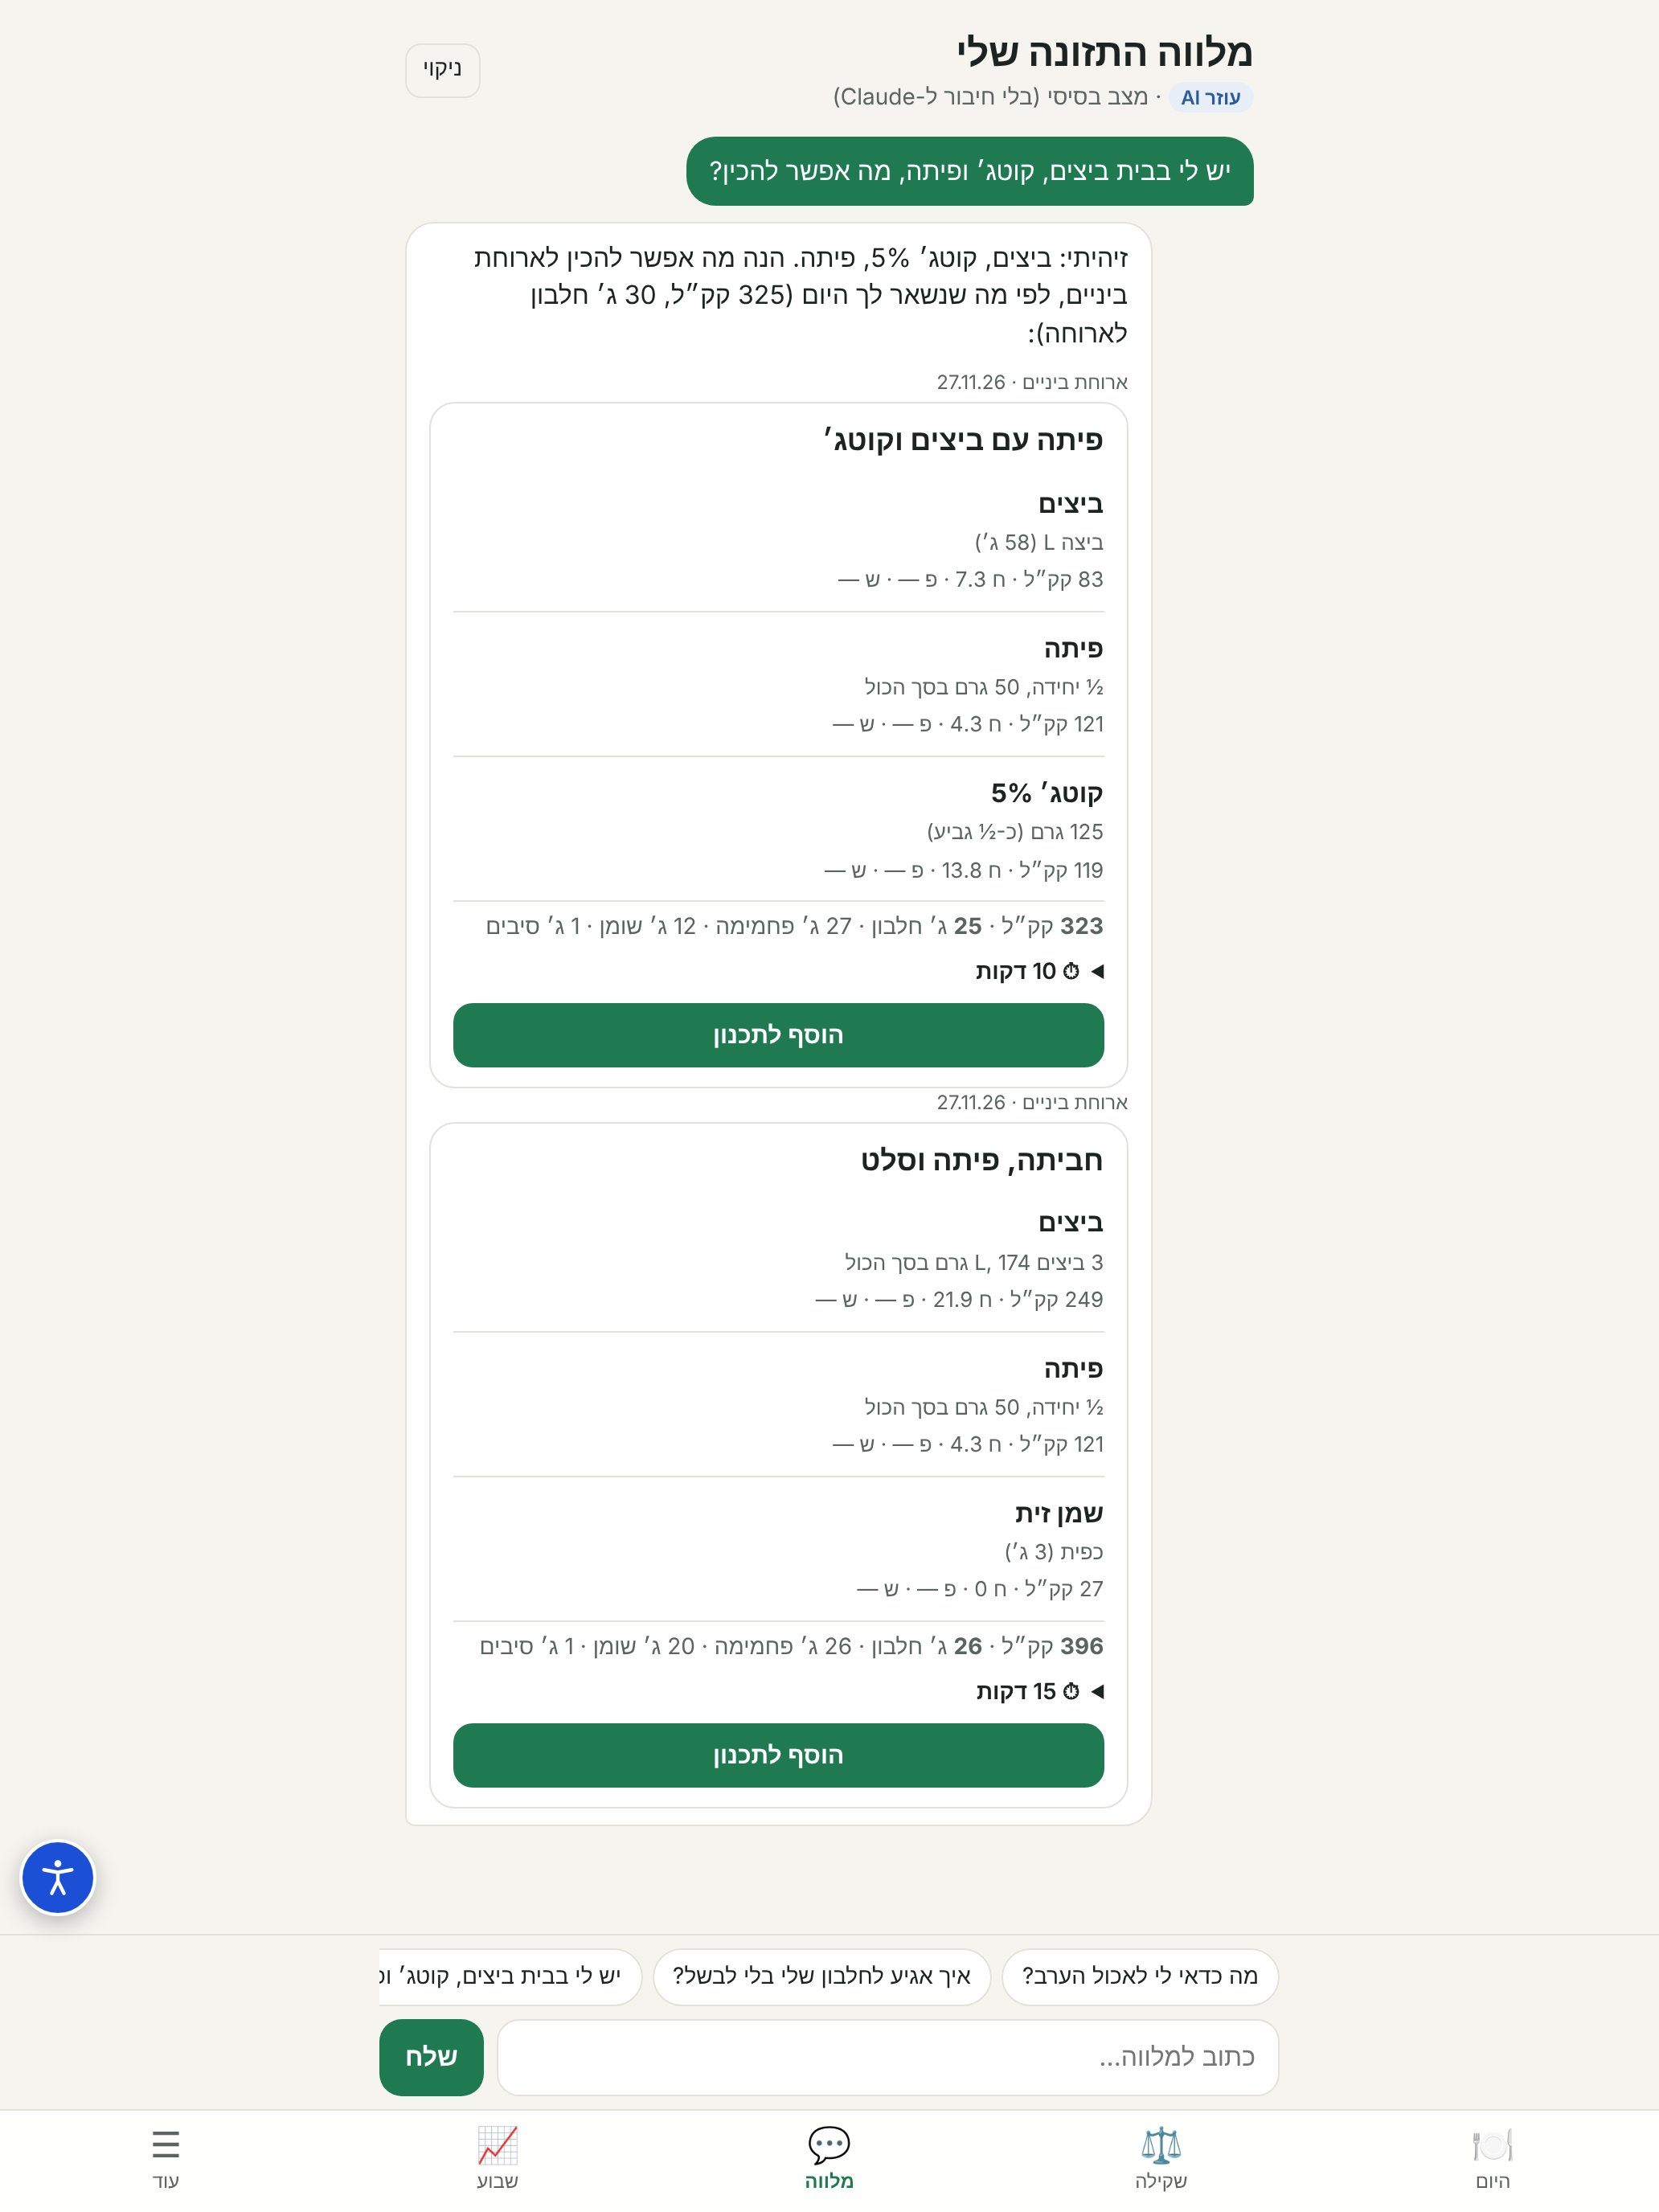 מלווה התזונה שלי
ניקוי
עוזר AI · מצב בסיסי (בלי חיבור ל-Claude)
יש לי בבית ביצים, קוטג׳ ופיתה, מה אפשר להכין?
זיהיתי: ביצים, קוטג׳ 5%, פיתה. הנה מה אפשר להכין לארוחת
ביניים, לפי מה שנשאר לך היום (325 קק״ל, 30 ג׳ חלבון
לארוחה):
ארוחת ביניים · 27.11.26
פיתה עם ביצים וקוטג׳
ביצים
ביצה L (58 ג׳)
83 קק״ל · ח 7.3 · פ — · ש —
פיתה
½ יחידה, 50 גרם בסך הכול
121 קק״ל · ח 4.3 · פ — · ש —
קוטג׳ 5%
125 גרם (כ-½ גביע)
119 קק״ל · ח 13.8 · פ — · ש —
323 קק״ל · 25 ג׳ חלבון · 27 ג׳ פחמימה · 12 ג׳ שומן · 1 ג׳ סיבים
◀ ⏱ 10 דקות
הוסף לתכנון
ארוחת ביניים · 27.11.26
חביתה, פיתה וסלט
ביצים
3 ביצים L, 174 גרם בסך הכול
249 קק״ל · ח 21.9 · פ — · ש —
פיתה
½ יחידה, 50 גרם בסך הכול
121 קק״ל · ח 4.3 · פ — · ש —
שמן זית
כפית (3 ג׳)
27 קק״ל · ח 0 · פ — · ש —
396 קק״ל · 26 ג׳ חלבון · 26 ג׳ פחמימה · 20 ג׳ שומן · 1 ג׳ סיבים
◀ ⏱ 15 דקות
הוסף לתכנון
מה כדאי לי לאכול הערב?
איך אגיע לחלבון שלי בלי לבשל?
יש לי בבית ביצים, קוטג׳
כתוב למלווה...
שלח
היום
שקילה
מלווה
שבוע
עוד